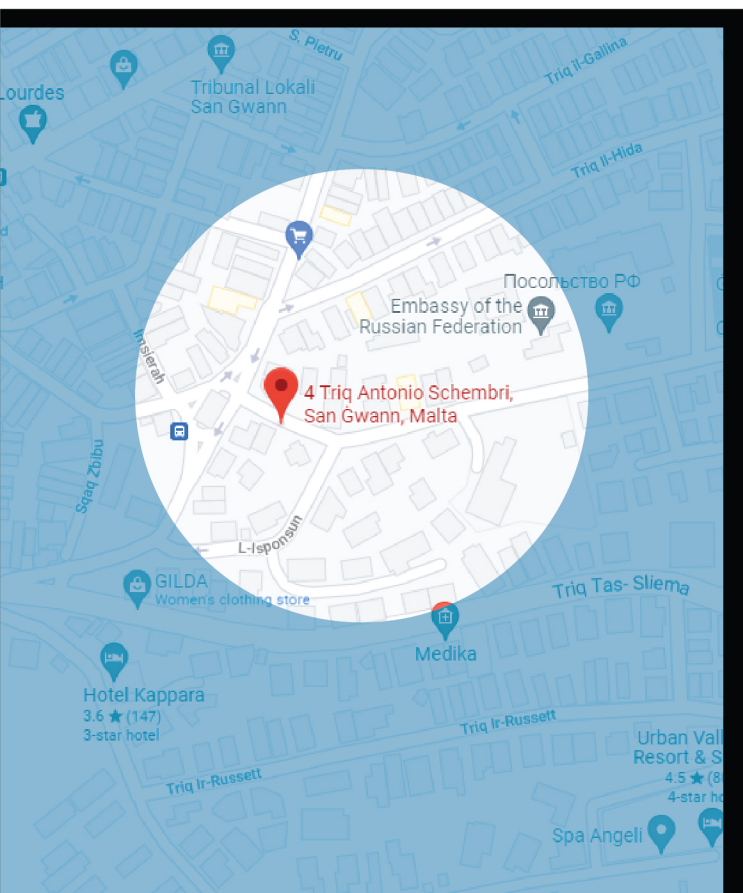 S. Pietru
Triq il-Gallina
Tribunal Lokali
San Gwann
Lourdes
Triq Il-Hida
Посольство РФ
Embassy of the
Russian Federation
Imsierah
4 Triq Antonio Schembri,
San Ġwann, Malta
Sqaq Zbibu
L-Isponsun
GILDA
Women's clothing store
Triq Tas- Sliema
Medika
Hotel Kappara
3.6 ★ (147)
3-star hotel
Triq Ir-Russett
Urban Vall
Resort & S
4.5 ★ (8
4-star ho
Triq Ir-Russett
Spa Angeli